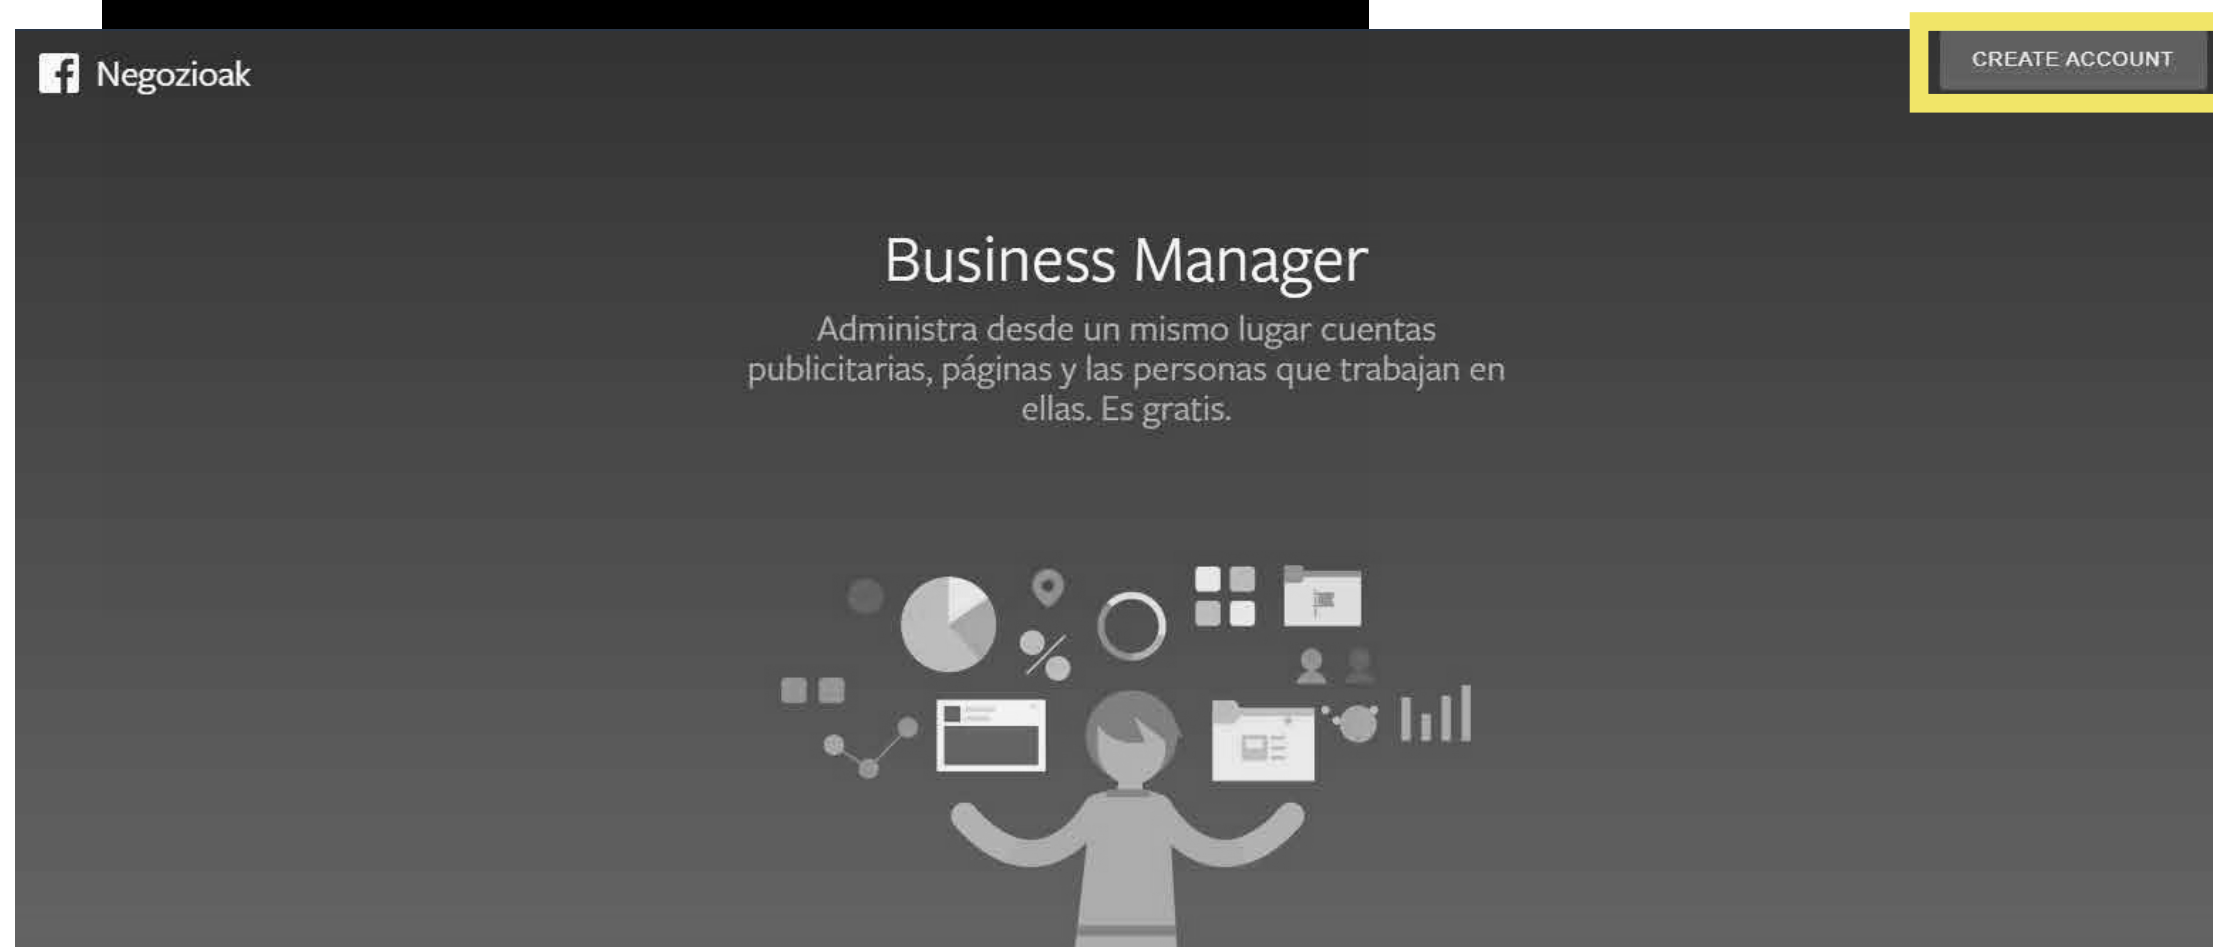 Negozioak
CREATE ACCOUNT
Business Manager
Administra desde un mismo lugar cuentas
publicitarias, páginas y las personas que trabajan en
ellas. Es gratis.